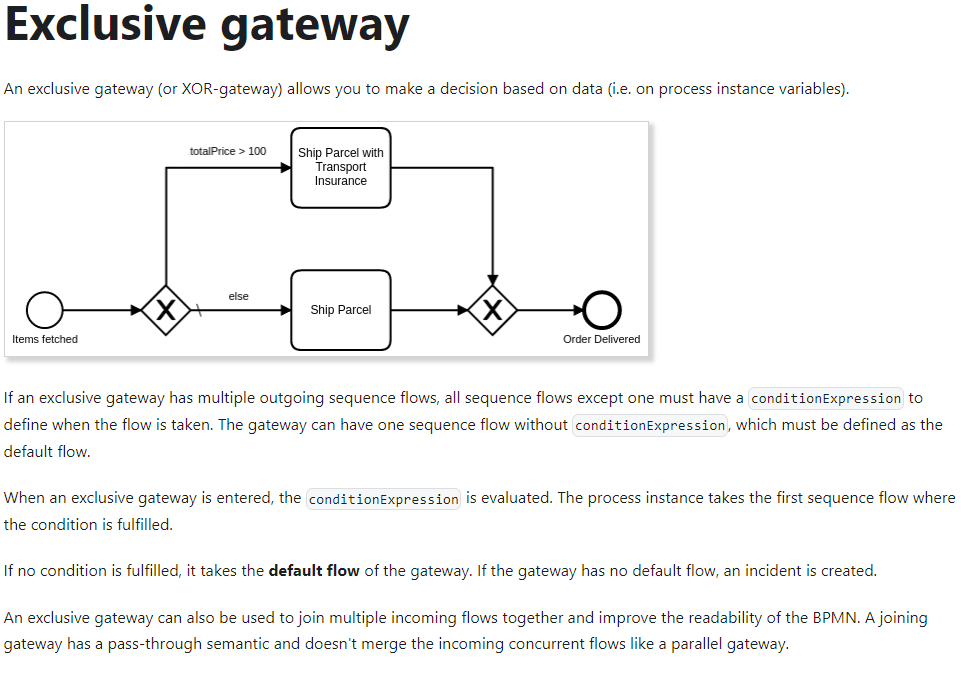 Exclusive gateway
An exclusive gateway (or XOR-gateway) allows you to make a decision based on data (i.e. on process instance variables).
totalPrice > 100
Ship Parcel with
Transport
Insurance
X
else
Ship Parcel
X
Items fetched
Order Delivered
If an exclusive gateway has multiple outgoing sequence flows, all sequence flows except one must have a conditionExpression to
define when the flow is taken. The gateway can have one sequence flow without conditionExpression, which must be defined as the
default flow.
When an exclusive gateway is entered, the conditionExpression is evaluated. The process instance takes the first sequence flow where
the condition is fulfilled.
If no condition is fulfilled, it takes the default flow of the gateway. If the gateway has no default flow, an incident is created.
An exclusive gateway can also be used to join multiple incoming flows together and improve the readability of the BPMN. A joining
gateway has a pass-through semantic and doesn't merge the incoming concurrent flows like a parallel gateway.